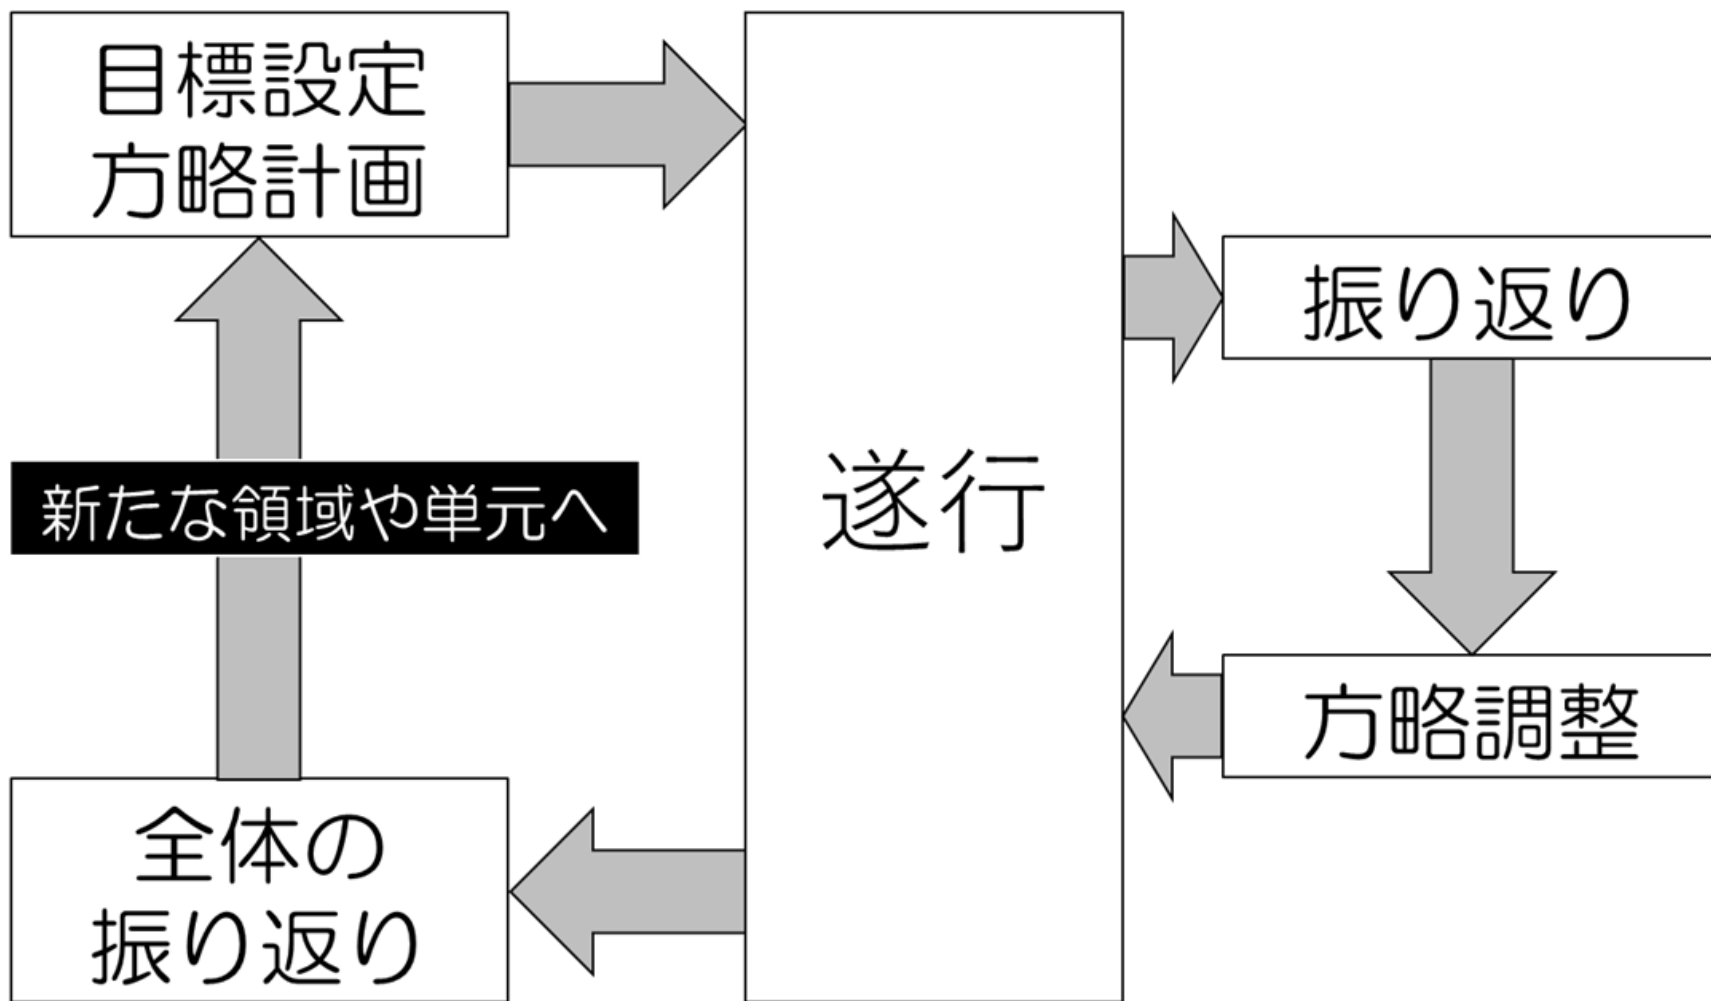 目標設定
方略計画
遂行
振り返り
方略調整
新たな領域や単元へ
全体の
振り返り